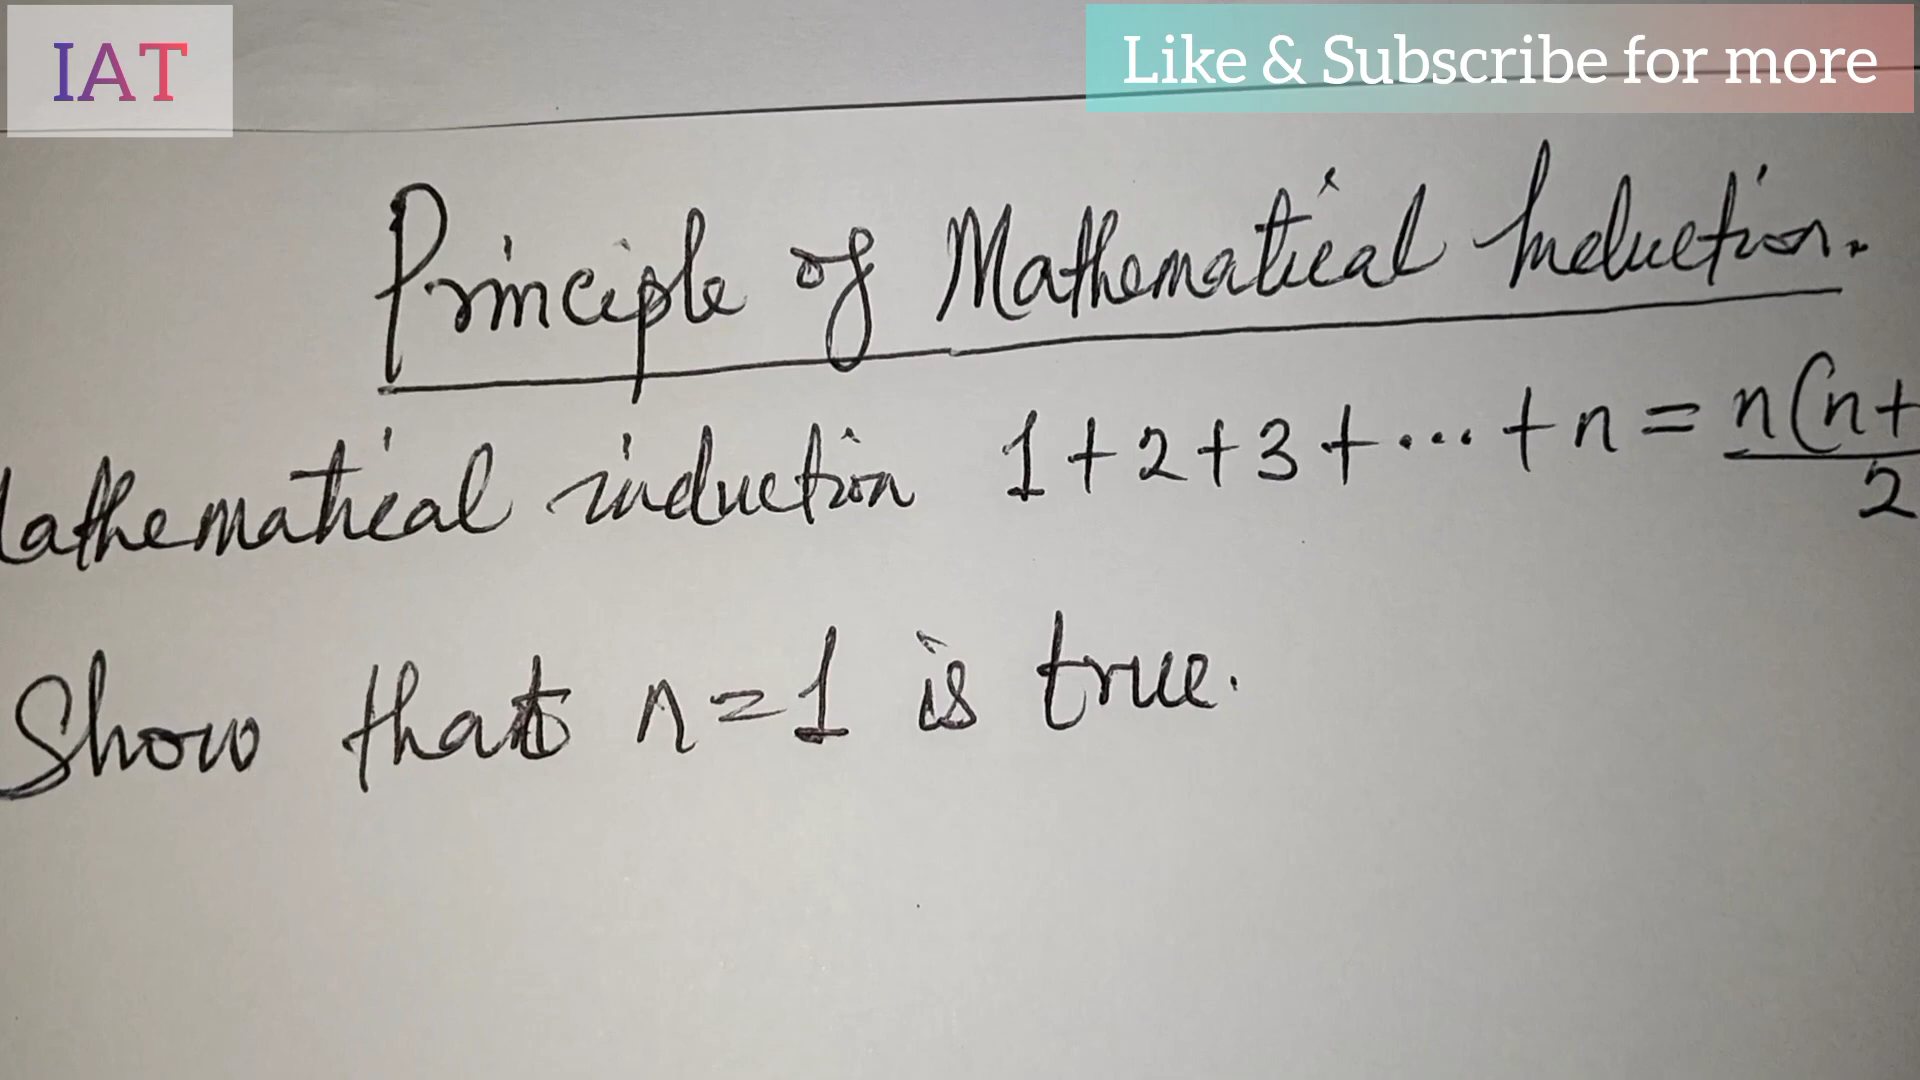 IAT
Like & Subscribe for more
Principle of Mathematical Induction.
Mathematical induction 1+2+3+...+n = n(n+
2
Show that n=1 is true.